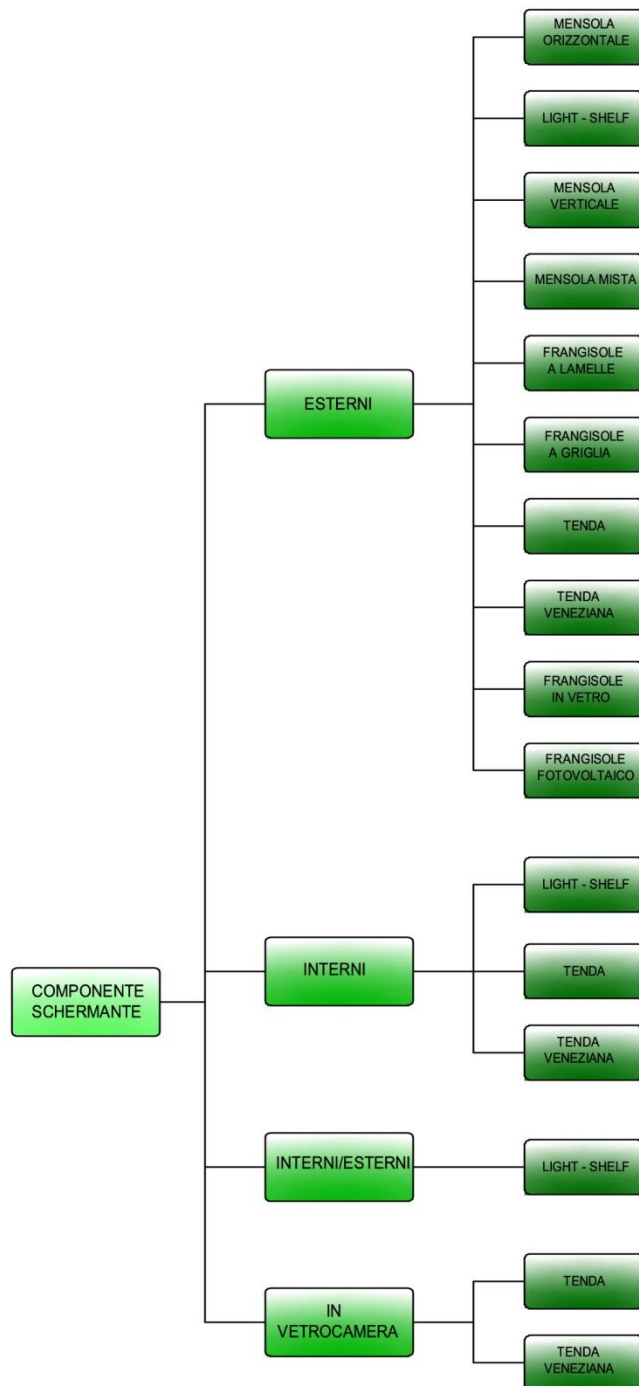 COMPONENTE
SCHERMANTE
ESTERNI
MENSOLA
ORIZZONTALE
LIGHT - SHELF
MENSOLA
VERTICALE
MENSOLA MISTA
FRANGISOLE
A LAMELLE
FRANGISOLE
A GRIGLIA
TENDA
TENDA
VENEZIANA
FRANGISOLE
IN VETRO
FRANGISOLE
FOTOVOLTAICO
INTERNI
LIGHT - SHELF
TENDA
TENDA
VENEZIANA
INTERNI/ESTERNI
LIGHT - SHELF
IN
VETROCAMERA
TENDA
TENDA
VENEZIANA